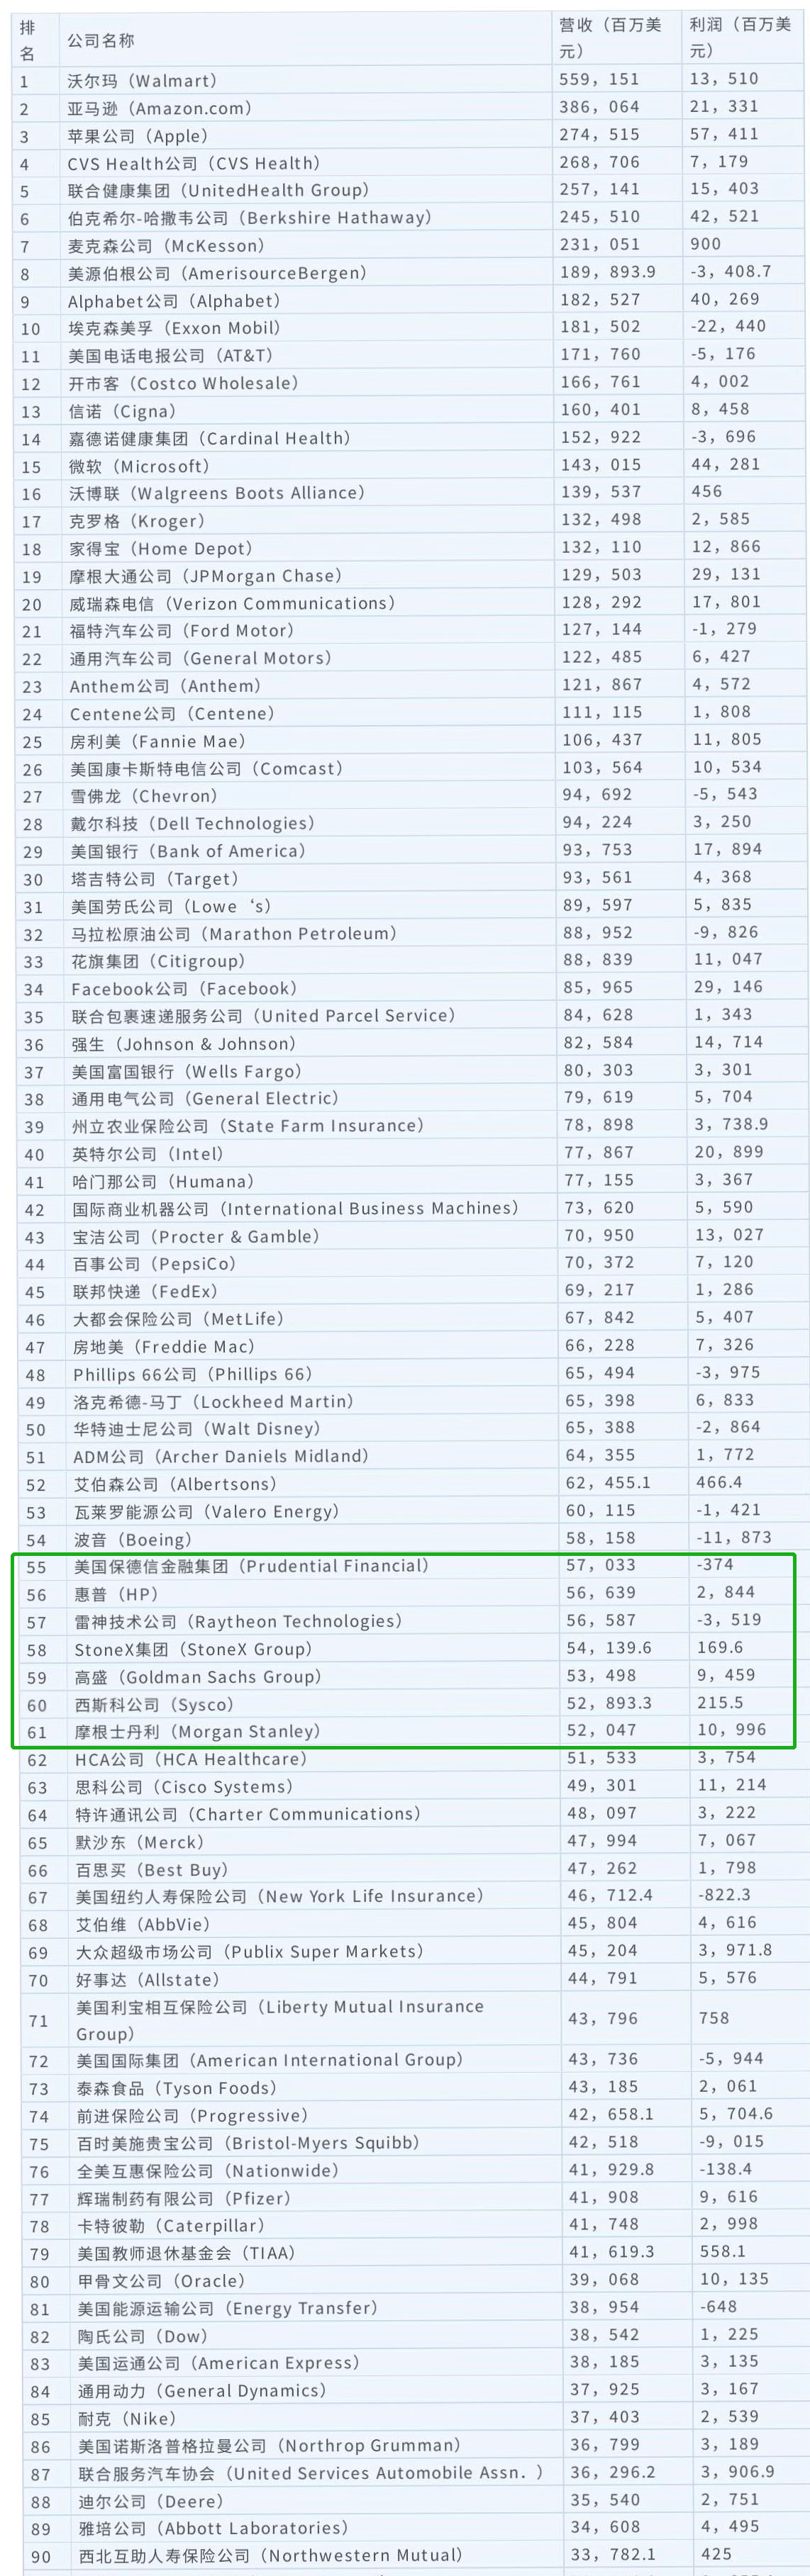 排名 公司名称 营收（百万美元） 利润（百万美元）
1 沃尔玛（Walmart） 559，151 13，510
2 亚马逊（Amazon.com） 386，064 21，331
3 苹果公司（Apple） 274，515 57，411
4 CVS Health公司（CVS Health） 268，706 7，179
5 联合健康集团（UnitedHealth Group） 257，141 15，403
6 伯克希尔-哈撒韦公司（Berkshire Hathaway） 245，510 42，521
7 麦克森公司（McKesson） 231，051 900
8 美源伯根公司（AmerisourceBergen） 189，893.9 -3，408.7
9 Alphabet公司（Alphabet） 182，527 40，269
10 埃克森美孚（Exxon Mobil） 181，502 -22，440
11 美国电话电报公司（AT&T） 171，760 -5，176
12 开市客（Costco Wholesale） 166，761 4，002
13 信诺（Cigna） 160，401 8，458
14 嘉德诺健康集团（Cardinal Health） 152，922 -3，696
15 微软（Microsoft） 143，015 44，281
16 沃博联（Walgreens Boots Alliance） 139，537 456
17 克罗格（Kroger） 132，498 2，585
18 家得宝（Home Depot） 132，110 12，866
19 摩根大通公司（JPMorgan Chase） 129，503 29，131
20 威瑞森电信（Verizon Communications） 128，292 17，801
21 福特汽车公司（Ford Motor） 127，144 -1，279
22 通用汽车公司（General Motors） 122，485 6，427
23 Anthem公司（Anthem） 121，867 4，572
24 Centene公司（Centene） 111，115 1，808
25 房利美（Fannie Mae） 106，437 11，805
26 美国康卡斯特电信公司（Comcast） 103，564 10，534
27 雪佛龙（Chevron） 94，692 -5，543
28 戴尔科技（Dell Technologies） 94，224 3，250
29 美国银行（Bank of America） 93，753 17，894
30 塔吉特公司（Target） 93，561 4，368
31 美国劳氏公司（Lowe‘s） 89，597 5，835
32 马拉松原油公司（Marathon Petroleum） 88，952 -9，826
33 花旗集团（Citigroup） 88，839 11，047
34 Facebook公司（Facebook） 85，965 29，146
35 联合包裹速递服务公司（United Parcel Service） 84，628 1，343
36 强生（Johnson & Johnson） 82，584 14，714
37 美国富国银行（Wells Fargo） 80，303 3，301
38 通用电气公司（General Electric） 79，619 5，704
39 州立农业保险公司（State Farm Insurance） 78，898 3，738.9
40 英特尔公司（Intel） 77，867 20，899
41 哈门那公司（Humana） 77，155 3，367
42 国际商业机器公司（International Business Machines） 73，620 5，590
43 宝洁公司（Procter & Gamble） 70，950 13，027
44 百事公司（PepsiCo） 70，372 7，120
45 联邦快递（FedEx） 69，217 1，286
46 大都会保险公司（MetLife） 67，842 5，407
47 房地美（Freddie Mac） 66，228 7，326
48 Phillips 66公司（Phillips 66） 65，494 -3，975
49 洛克希德-马丁（Lockheed Martin） 65，398 6，833
50 华特迪士尼公司（Walt Disney） 65，388 -2，864
51 ADM公司（Archer Daniels Midland） 64，355 1，772
52 艾伯森公司（Albertsons） 62，455.1 466.4
53 瓦莱罗能源公司（Valero Energy） 60，115 -1，421
54 波音（Boeing） 58，158 -11，873
55 美国保德信金融集团（Prudential Financial） 57，033 -374
56 惠普（HP） 56，639 2，844
57 雷神技术公司（Raytheon Technologies） 56，587 -3，519
58 StoneX集团（StoneX Group） 54，139.6 169.6
59 高盛（Goldman Sachs Group） 53，498 9，459
60 西斯科公司（Sysco） 52，893.3 215.5
61 摩根士丹利（Morgan Stanley） 52，047 10，996
62 HCA公司（HCA Healthcare） 51，533 3，754
63 思科公司（Cisco Systems） 49，301 11，214
64 特许通讯公司（Charter Communications） 48，097 3，222
65 默沙东（Merck） 47，994 7，067
66 百思买（Best Buy） 47，262 1，798
67 美国纽约人寿保险公司（New York Life Insurance） 46，712.4 -822.3
68 艾伯维（AbbVie） 45，804 4，616
69 大众超级市场公司（Publix Super Markets） 45，204 3，971.8
70 好事达（Allstate） 44，791 5，576
71 美国利宝相互保险公司（Liberty Mutual Insurance
Group） 43，796 758
72 美国国际集团（American International Group） 43，736 -5，944
73 泰森食品（Tyson Foods） 43，185 2，061
74 前进保险公司（Progressive） 42，658.1 5，704.6
75 百时美施贵宝公司（Bristol-Myers Squibb） 42，518 -9，015
76 全美互惠保险公司（Nationwide） 41，929.8 -138.4
77 辉瑞制药有限公司（Pfizer） 41，908 9，616
78 卡特彼勒（Caterpillar） 41，748 2，998
79 美国教师退休基金会（TIAA） 41，619.3 558.1
80 甲骨文公司（Oracle） 39，068 10，135
81 美国能源运输公司（Energy Transfer） 38，954 -648
82 陶氏公司（Dow） 38，542 1，225
83 美国运通公司（American Express） 38，185 3，135
84 通用动力（General Dynamics） 37，925 3，167
85 耐克（Nike） 37，403 2，539
86 美国诺斯洛普格拉曼公司（Northrop Grumman） 36，799 3，189
87 联合服务汽车协会（United Services Automobile Assn．） 36，296.2 3，906.9
88 迪尔公司（Deere） 35，540 2，751
89 雅培公司（Abbott Laboratories） 34，608 4，495
90 西北互助人寿保险公司（Northwestern Mutual） 33，782.1 425